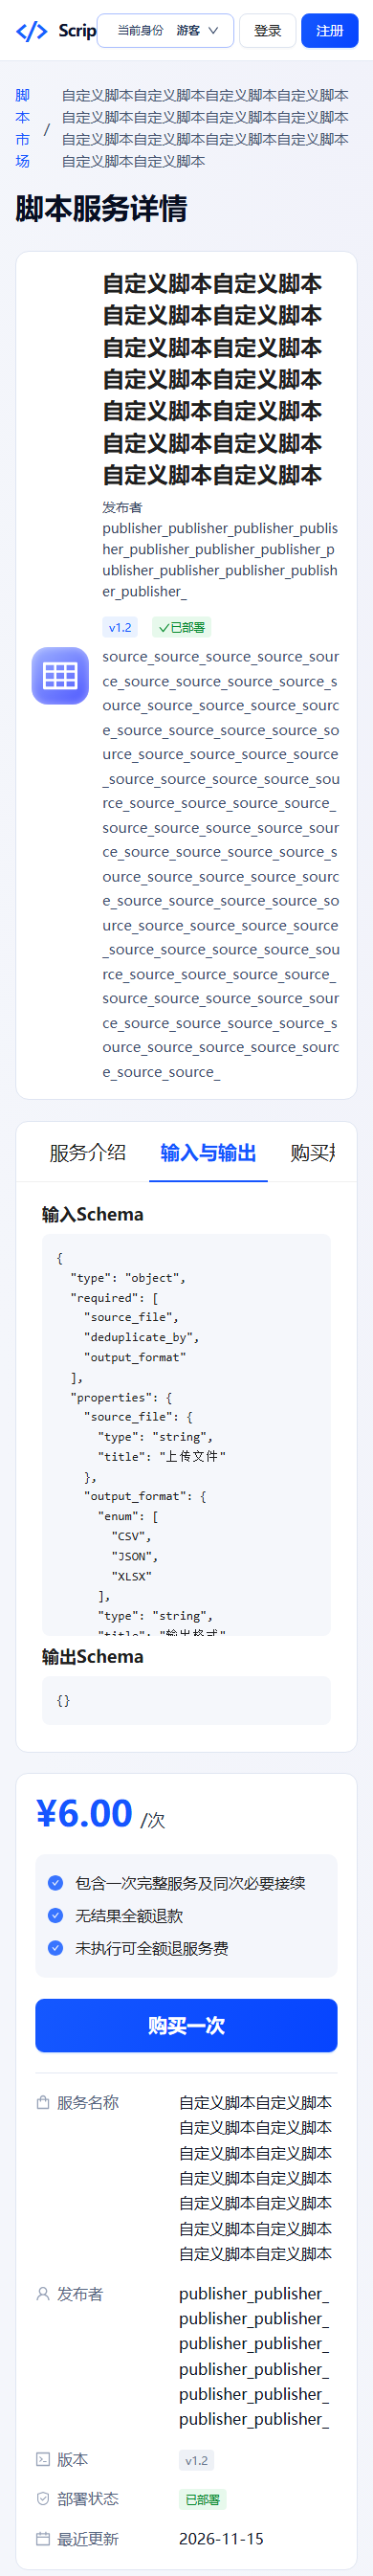 Scrip 当前身份 游客 登录 注册
脚本市场 / 自定义脚本自定义脚本自定义脚本自定义脚本
自定义脚本自定义脚本自定义脚本自定义脚本
自定义脚本自定义脚本自定义脚本自定义脚本
自定义脚本自定义脚本
脚本服务详情
自定义脚本自定义脚本
自定义脚本自定义脚本
自定义脚本自定义脚本
自定义脚本自定义脚本
自定义脚本自定义脚本
自定义脚本自定义脚本
自定义脚本自定义脚本
发布者
publisher_publisher_publisher_publis
her_publisher_publisher_publisher_p
ublisher_publisher_publisher_publish
er_publisher_
v1.2 已部署
source_source_source_source_sour
ce_source_source_source_source_s
ource_source_source_source_sourc
e_source_source_source_source_so
urce_source_source_source_source
_source_source_source_source_sou
rce_source_source_source_source_
source_source_source_source_sour
ce_source_source_source_source_s
ource_source_source_source_sourc
e_source_source_source_source_so
urce_source_source_source_source
_source_source_source_source_sou
rce_source_source_source_source_
source_source_source_source_sour
ce_source_source_source_source_s
ource_source_source_source_sourc
e_source_source_
服务介绍 输入与输出 购买
输入Schema
{
"type": "object",
"required": [
"source_file",
"deduplicate_by",
"output_format"
],
"properties": {
"source_file": {
"type": "string",
"title": "上传文件"
},
"output_format": {
"enum": [
"CSV",
"JSON",
"XLSX"
],
"type": "string",
"title": "输出格式"
输出Schema
{}
¥6.00 /次
包含一次完整服务及同次必要接续
无结果全额退款
未执行可全额退服务费
购买一次
服务名称 自定义脚本自定义脚本
自定义脚本自定义脚本
自定义脚本自定义脚本
自定义脚本自定义脚本
自定义脚本自定义脚本
自定义脚本自定义脚本
自定义脚本自定义脚本
发布者 publisher_publisher_
publisher_publisher_
publisher_publisher_
publisher_publisher_
publisher_publisher_
publisher_publisher_
版本 v1.2
部署状态 已部署
最近更新 2026-11-15